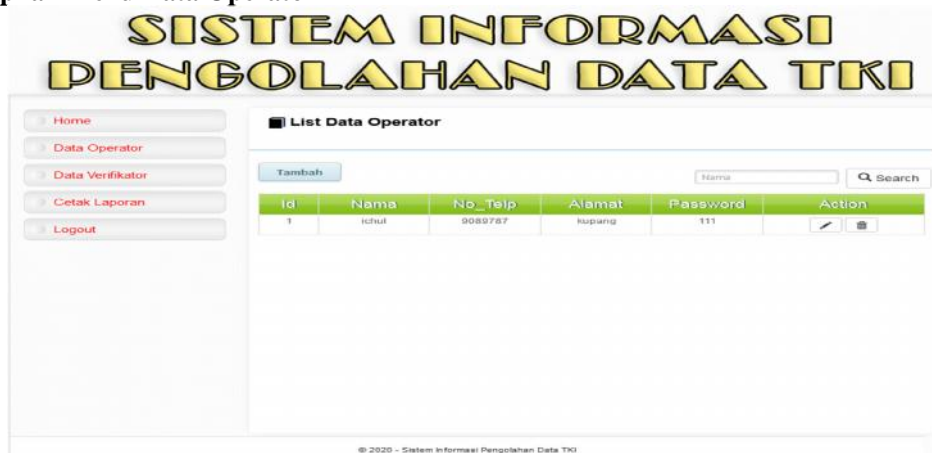 SISTEM INFORMASI
PENGOLAHAN DATA TKI
Home
Data Operator
Data Verifikator
Cetak Laporan
Logout
List Data Operator
Tambah
Nama
Search
Id Nama No_Telp Alamat Password Action
1 ichul 9089787 kupang 111
© 2020 - Sistem Informasi Pengolahan Data TKI